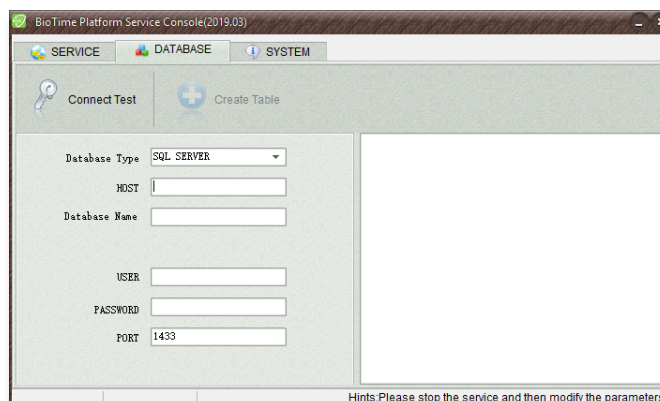 BioTime Platform Service Console(2019.03)
SERVICE DATABASE SYSTEM
Connect Test Create Table
Database Type SQL SERVER
HOST
Database Name
USER
PASSWORD
PORT 1433
Hints:Please stop the service and then modify the parameters